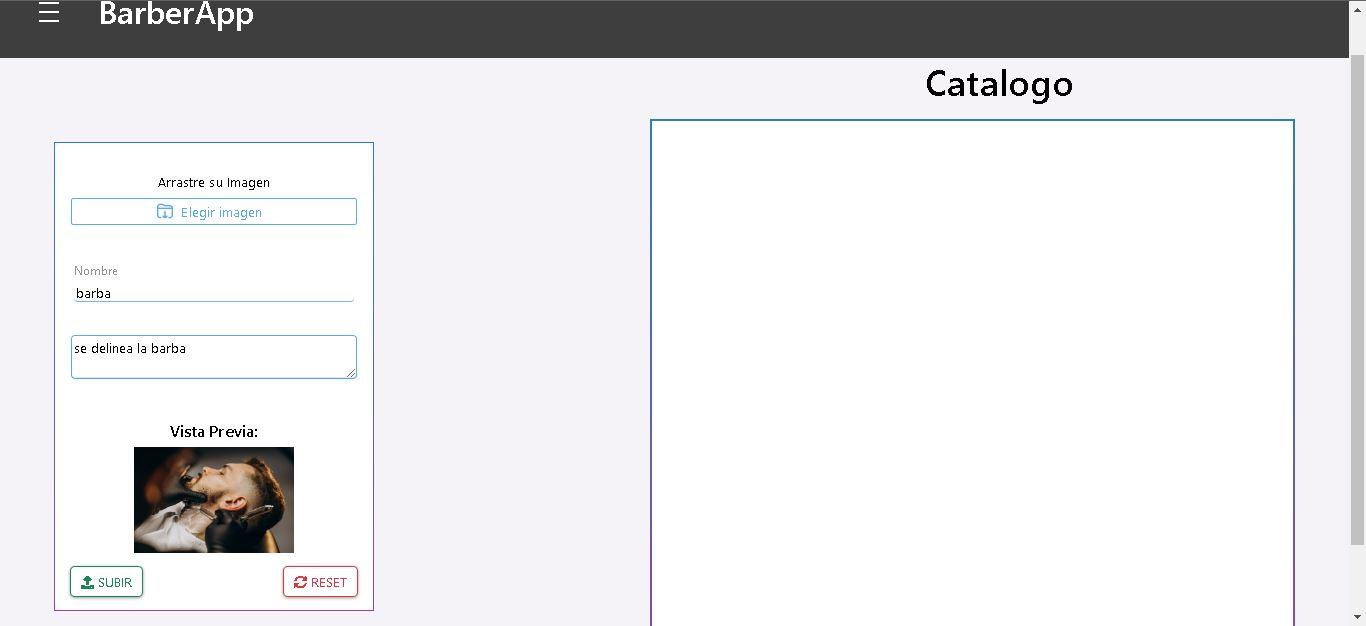 BarberApp
Catalogo
Arrastre su Imagen
Elegir imagen
Nombre
barba
se delinea la barba
Vista Previa:
SUBIR
RESET